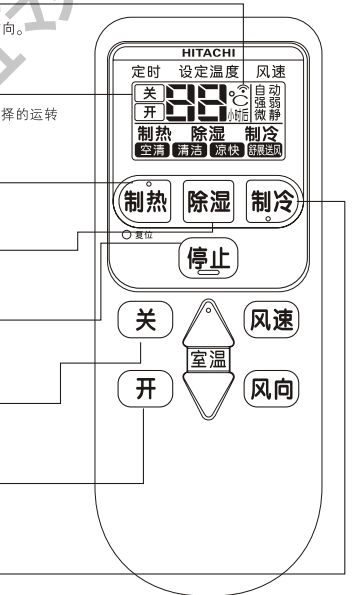 向。
择的运转
HITACHI
定时 设定温度 风速
关 88 ℃ 自动
强弱
开 小时后 微静
制热 除湿 制冷
空清 清洁 凉快 舒展送风
制热 除湿 制冷
复位
停止
关 风速
室温
开 风向